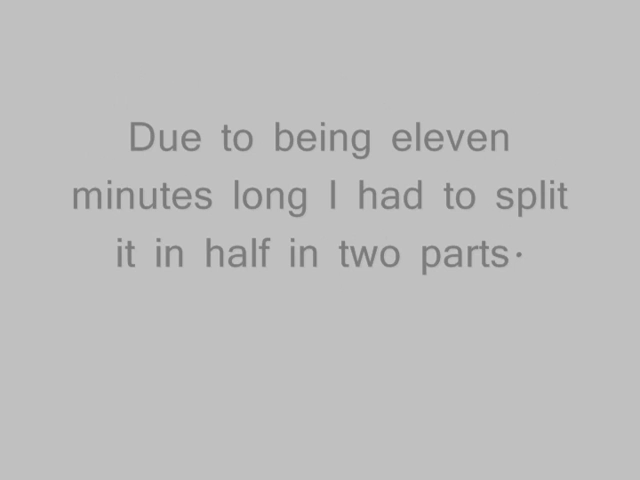 Due to being eleven
minutes long I had to split
it in half in two parts.